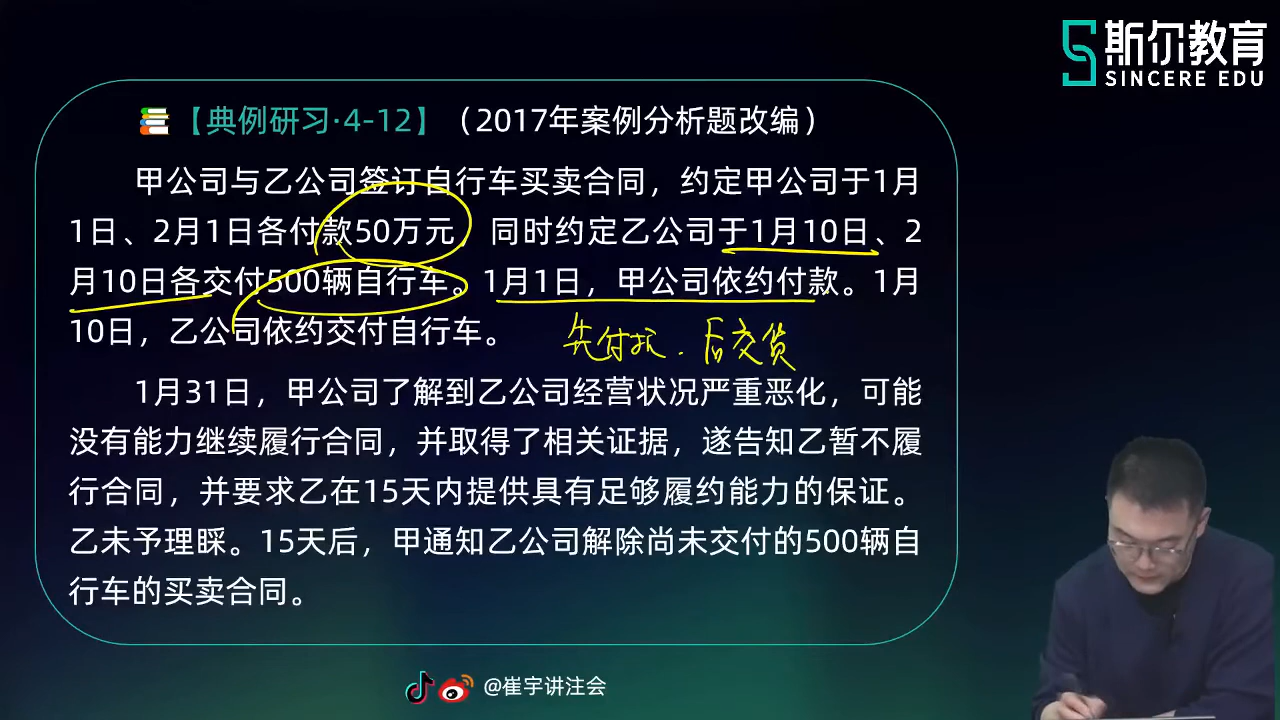 斯尔教育
SINCERE EDU
【典例研习·4-12】（2017年案例分析题改编）
甲公司与乙公司签订自行车买卖合同，约定甲公司于1月
1日、2月1日各付款50万元，同时约定乙公司于1月10日、2
月10日各交付500辆自行车。1月1日，甲公司依约付款。1月
10日，乙公司依约交付自行车。
先付款．后交货
1月31日，甲公司了解到乙公司经营状况严重恶化，可能
没有能力继续履行合同，并取得了相关证据，遂告知乙暂不履
行合同，并要求乙在15天内提供具有足够履约能力的保证。
乙未予理睬。15天后，甲通知乙公司解除尚未交付的500辆自
行车的买卖合同。
@崔宇讲注会